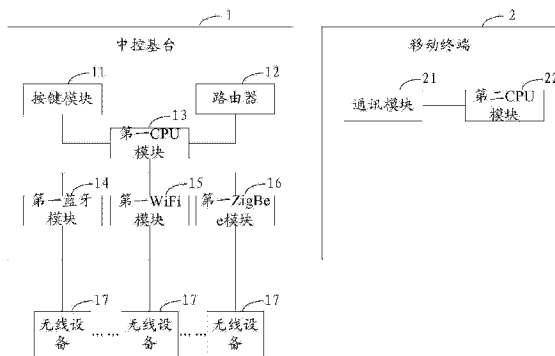 1
中控基台
11
按键模块
12
路由器
13
第一CPU
模块
14
第一蓝牙
模块
15
第一WiFi
模块
16
第一ZigBe
e模块
17
无线设
备
……
17
无线设
备
……
17
无线设
备
2
移动终端
21
通讯模块
22
第二CPU
模块